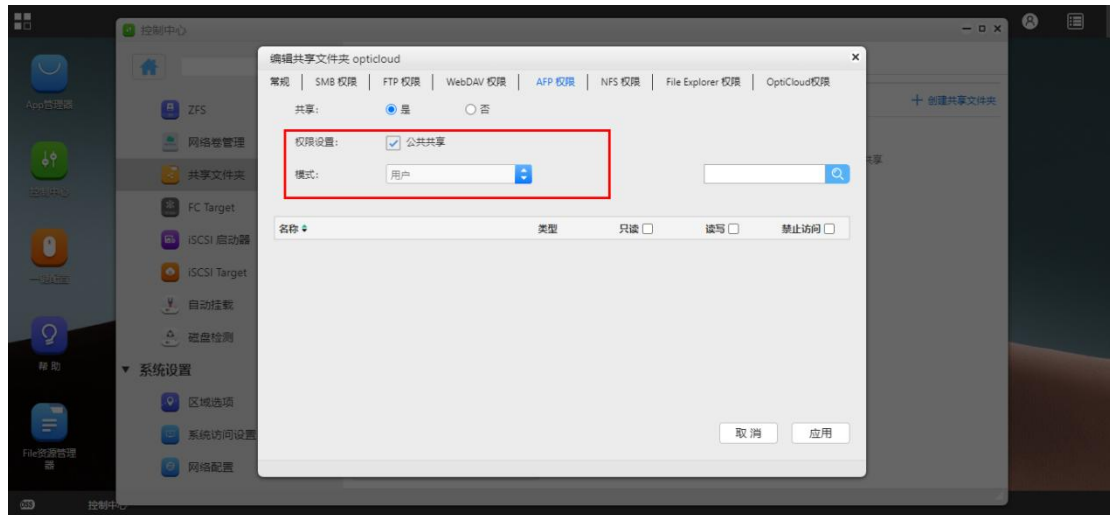 控制中心
编辑共享文件夹 opticloud
常规 SMB 权限 FTP 权限 WebDAV 权限 AFP 权限 NFS 权限 File Explorer 权限 OptiCloud权限
共享: 是 否
权限设置: 公共共享
模式: 用户
名称 类型 只读 读写 禁止访问
取消 应用
创建共享文件夹
共享
ZFS
网络卷管理
共享文件夹
FC Target
iSCSI 启动器
iSCSI Target
自动挂载
磁盘检测
系统设置
区域选项
系统访问设置
网络配置
App管理器
控制中心
帮助
File资源管理
器
控制中心